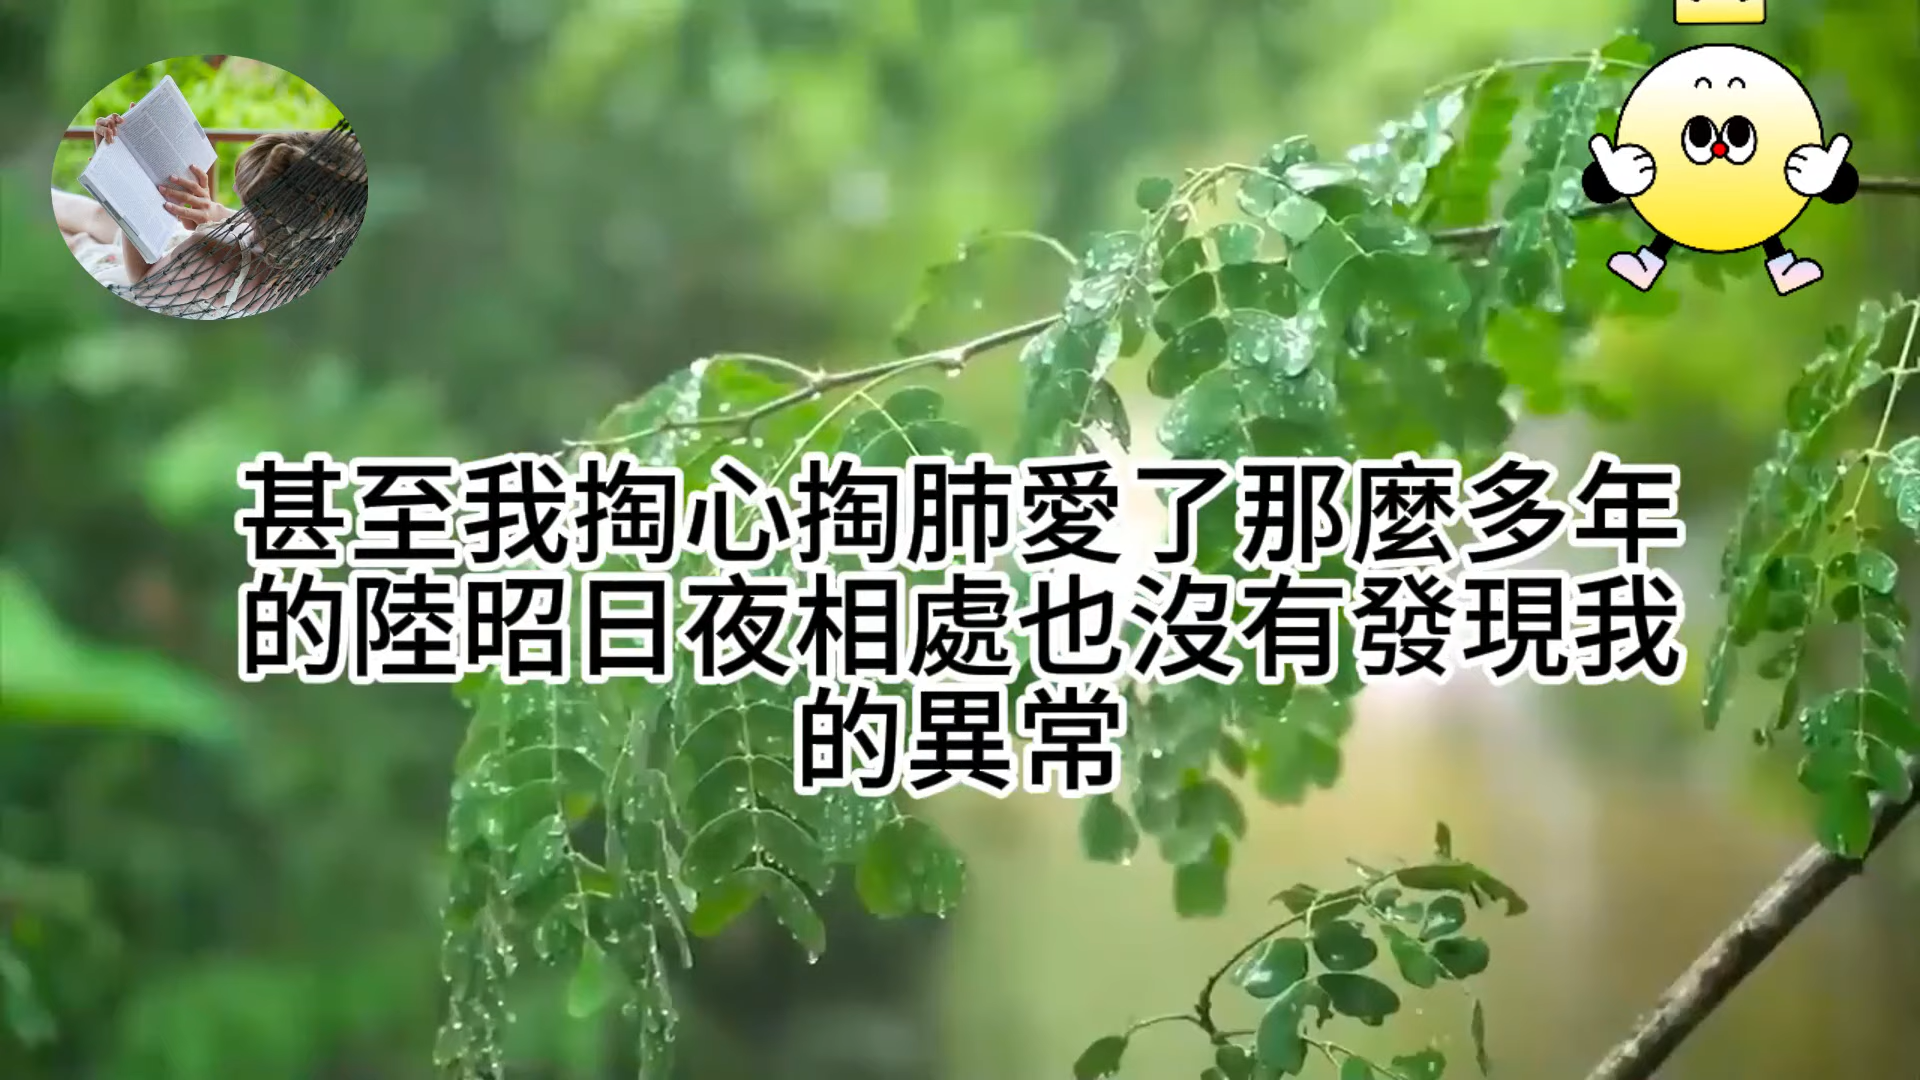 甚至我掏心掏肺愛了那麼多年
的陸昭日夜相處也沒有發現我
的異常